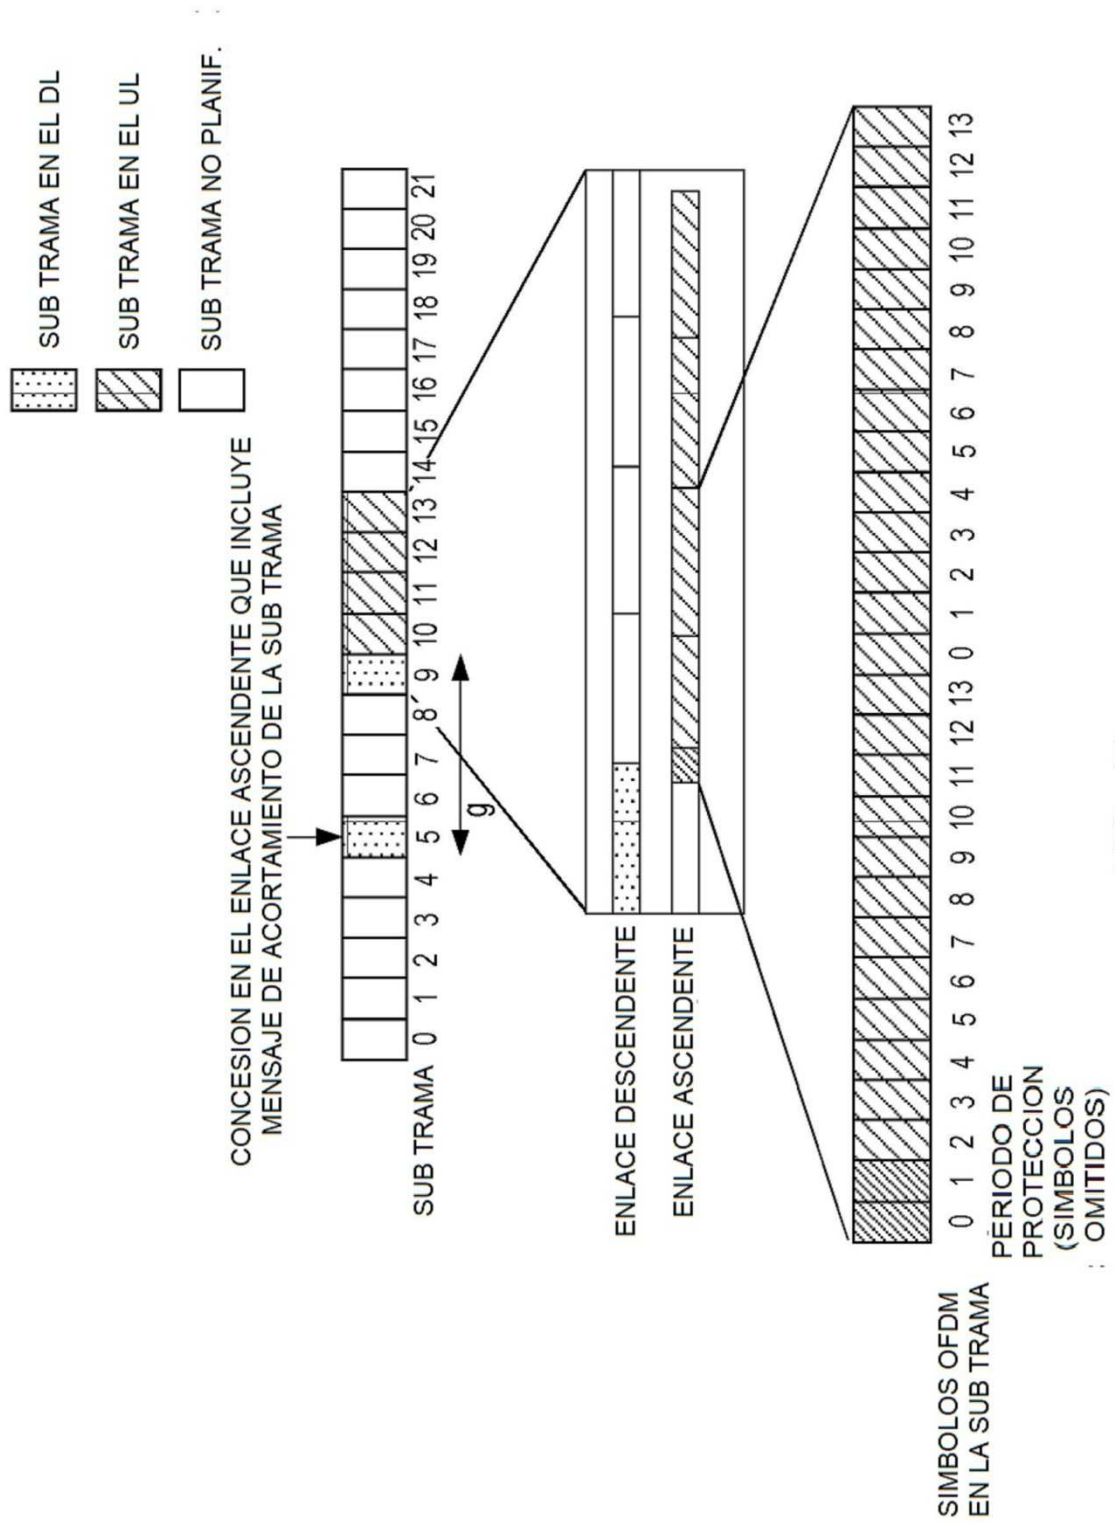 SUB TRAMA EN EL DL
SUB TRAMA EN EL UL
SUB TRAMA NO PLANIF.
CONCESION EN EL ENLACE ASCENDENTE QUE INCLUYE
MENSAJE DE ACORTAMIENTO DE LA SUB TRAMA
SUB TRAMA 0 1 2 3 4 5 6 7 8 9 10 11 12 13 14 15 16 17 18 19 20 21
g
ENLACE DESCENDENTE
ENLACE ASCENDENTE
0 1 2 3 4 5 6 7 8 9 10 11 12 13 0 1 2 3 4 5 6 7 8 9 10 11 12 13
SIMBOLOS OFDM
EN LA SUB TRAMA
PERIODO DE
PROTECCION
(SIMBOLOS
OMITIDOS)